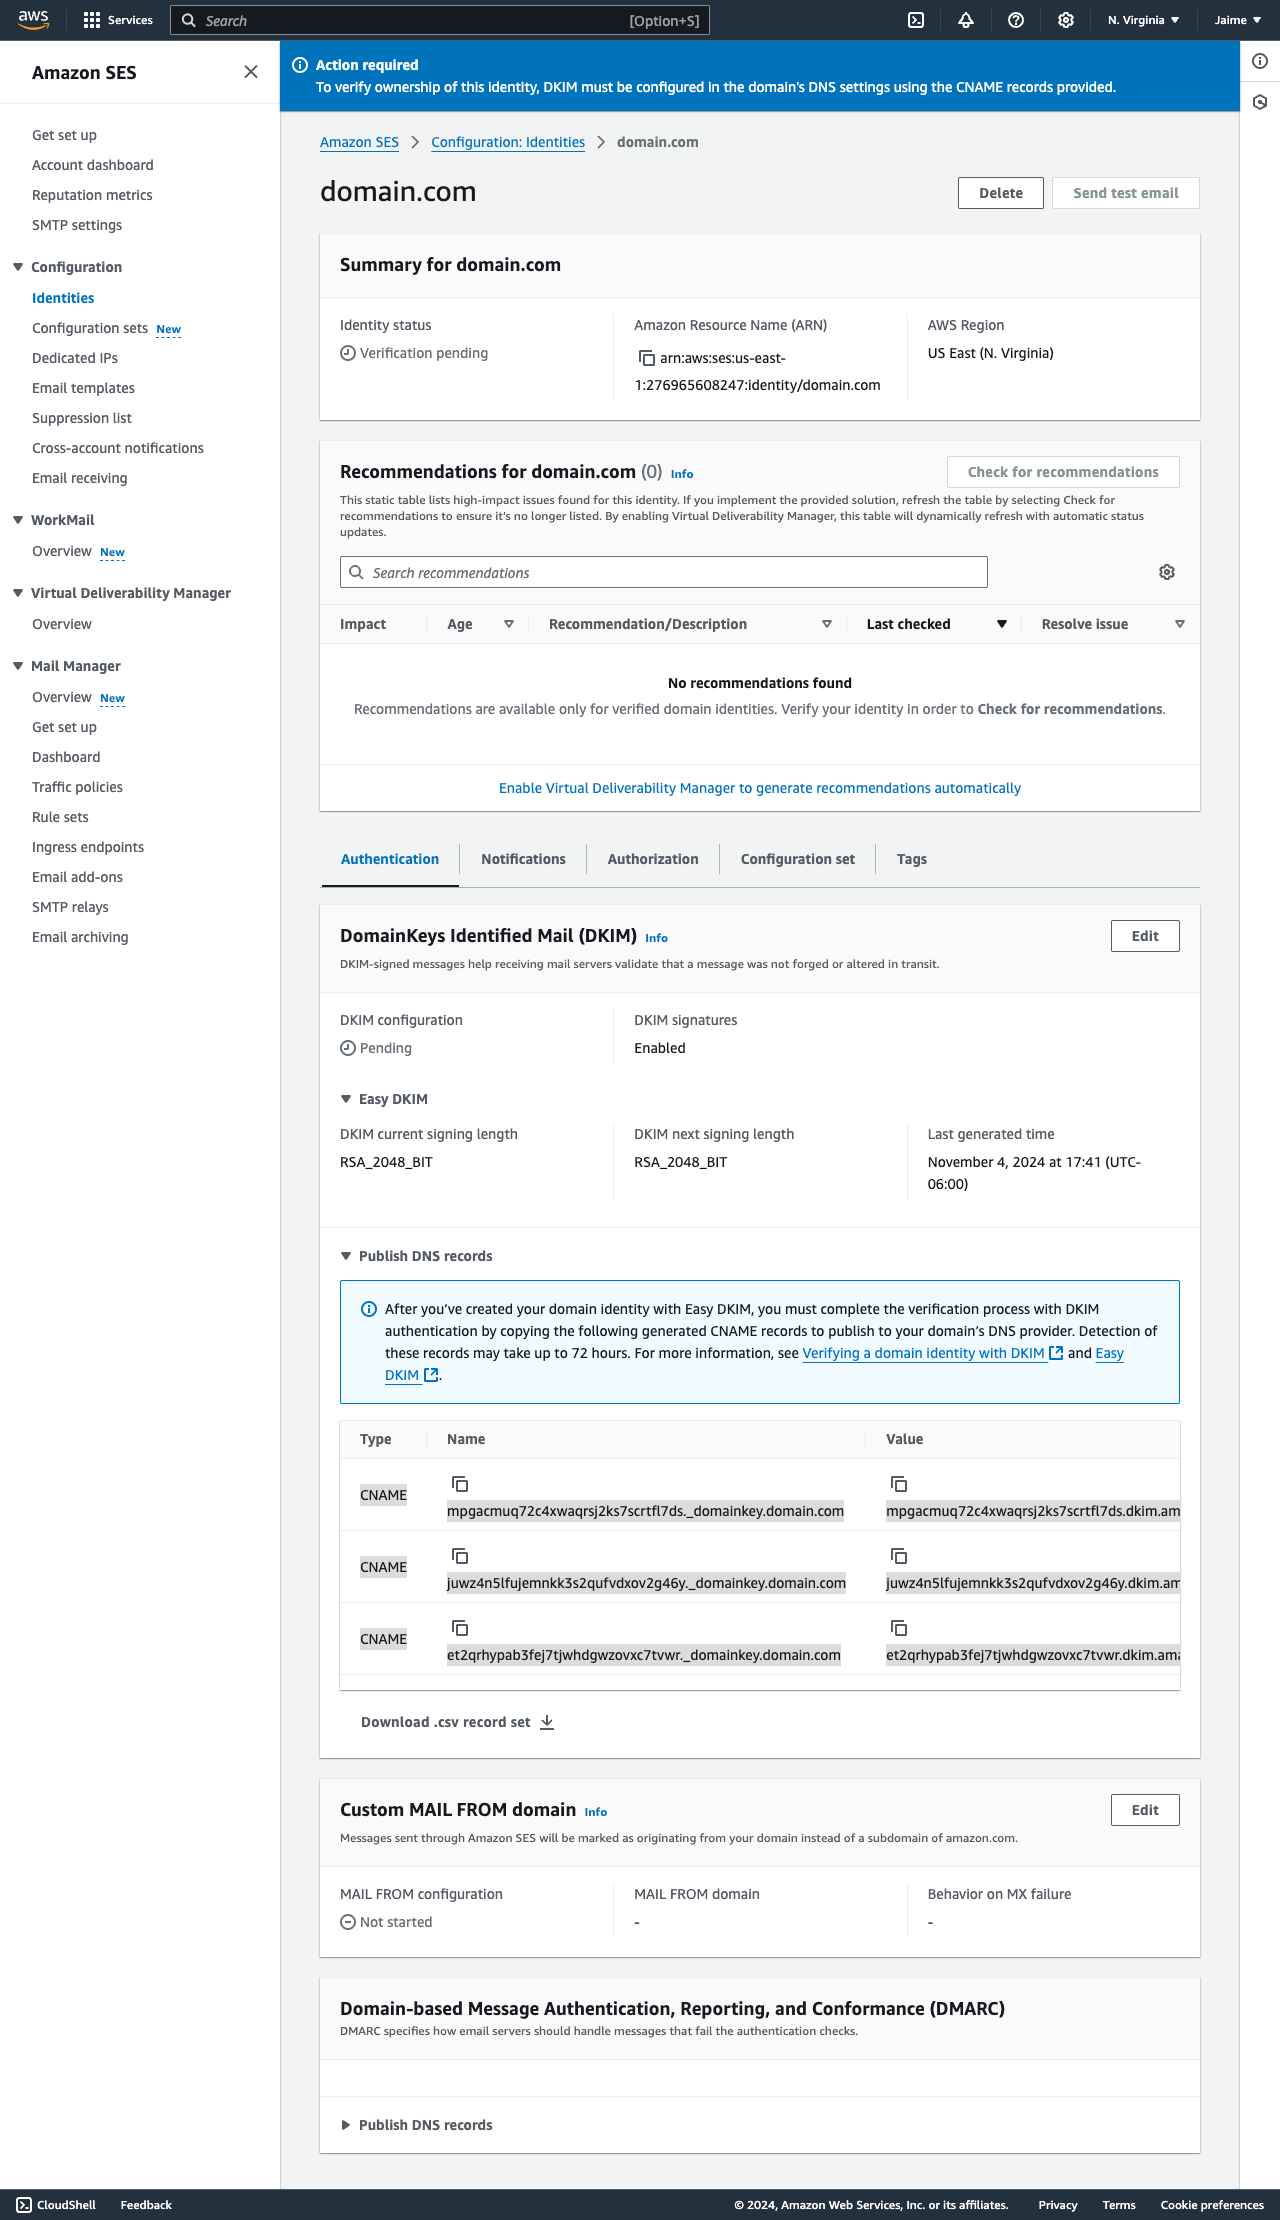 aws
Services
Search
[Option+S]
N. Virginia
Jaime
Amazon SES
Get set up
Account dashboard
Reputation metrics
SMTP settings
Configuration
Identities
Configuration sets New
Dedicated IPs
Email templates
Suppression list
Cross-account notifications
Email receiving
WorkMail
Overview New
Virtual Deliverability Manager
Overview
Mail Manager
Overview New
Get set up
Dashboard
Traffic policies
Rule sets
Ingress endpoints
Email add-ons
SMTP relays
Email archiving
Action required
To verify ownership of this identity, DKIM must be configured in the domain's DNS settings using the CNAME records provided.
Amazon SES
Configuration: Identities
domain.com
domain.com
Delete
Send test email
Summary for domain.com
Identity status
Verification pending
Amazon Resource Name (ARN)
arn:aws:ses:us-east-
1:276965608247:identity/domain.com
AWS Region
US East (N. Virginia)
Recommendations for domain.com (0) Info
Check for recommendations
This static table lists high-impact issues found for this identity. If you implement the provided solution, refresh the table by selecting Check for
recommendations to ensure it's no longer listed. By enabling Virtual Deliverability Manager, this table will dynamically refresh with automatic status
updates.
Search recommendations
Impact
Age
Recommendation/Description
Last checked
Resolve issue
No recommendations found
Recommendations are available only for verified domain identities. Verify your identity in order to Check for recommendations.
Enable Virtual Deliverability Manager to generate recommendations automatically
Authentication
Notifications
Authorization
Configuration set
Tags
DomainKeys Identified Mail (DKIM) Info
Edit
DKIM-signed messages help receiving mail servers validate that a message was not forged or altered in transit.
DKIM configuration
Pending
DKIM signatures
Enabled
Easy DKIM
DKIM current signing length
RSA_2048_BIT
DKIM next signing length
RSA_2048_BIT
Last generated time
November 4, 2024 at 17:41 (UTC-
06:00)
Publish DNS records
After you've created your domain identity with Easy DKIM, you must complete the verification process with DKIM
authentication by copying the following generated CNAME records to publish to your domain's DNS provider. Detection of
these records may take up to 72 hours. For more information, see Verifying a domain identity with DKIM and Easy
DKIM .
Type
Name
Value
CNAME
mpgacmuq72c4xwaqrsj2ks7scrtfl7ds._domainkey.domain.com
mpgacmuq72c4xwaqrsj2ks7scrtfl7ds.dkim.am
CNAME
juwz4n5lfujemnkk3s2qufvdxov2g46y._domainkey.domain.com
juwz4n5lfujemnkk3s2qufvdxov2g46y.dkim.am
CNAME
et2qrhypab3fej7tjwhdgwzovxc7tvwr._domainkey.domain.com
et2qrhypab3fej7tjwhdgwzovxc7tvwr.dkim.ama
Download .csv record set
Custom MAIL FROM domain Info
Edit
Messages sent through Amazon SES will be marked as originating from your domain instead of a subdomain of amazon.com.
MAIL FROM configuration
Not started
MAIL FROM domain
-
Behavior on MX failure
-
Domain-based Message Authentication, Reporting, and Conformance (DMARC)
DMARC specifies how email servers should handle messages that fail the authentication checks.
Publish DNS records
CloudShell
Feedback
© 2024, Amazon Web Services, Inc. or its affiliates.
Privacy
Terms
Cookie preferences